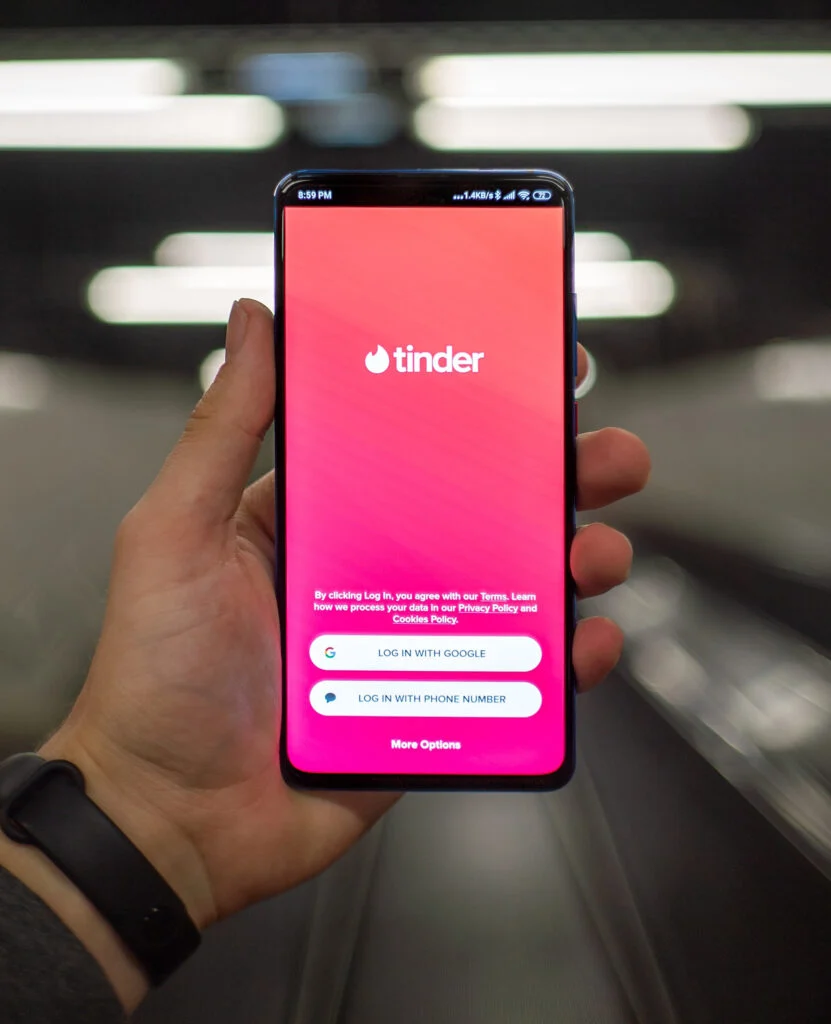 8:59 PM ...1.4KB/s 72
tinder
By clicking Log In, you agree with our Terms. Learn
how we process your data in our Privacy Policy and
Cookies Policy.
G LOG IN WITH GOOGLE
LOG IN WITH PHONE NUMBER
More Options